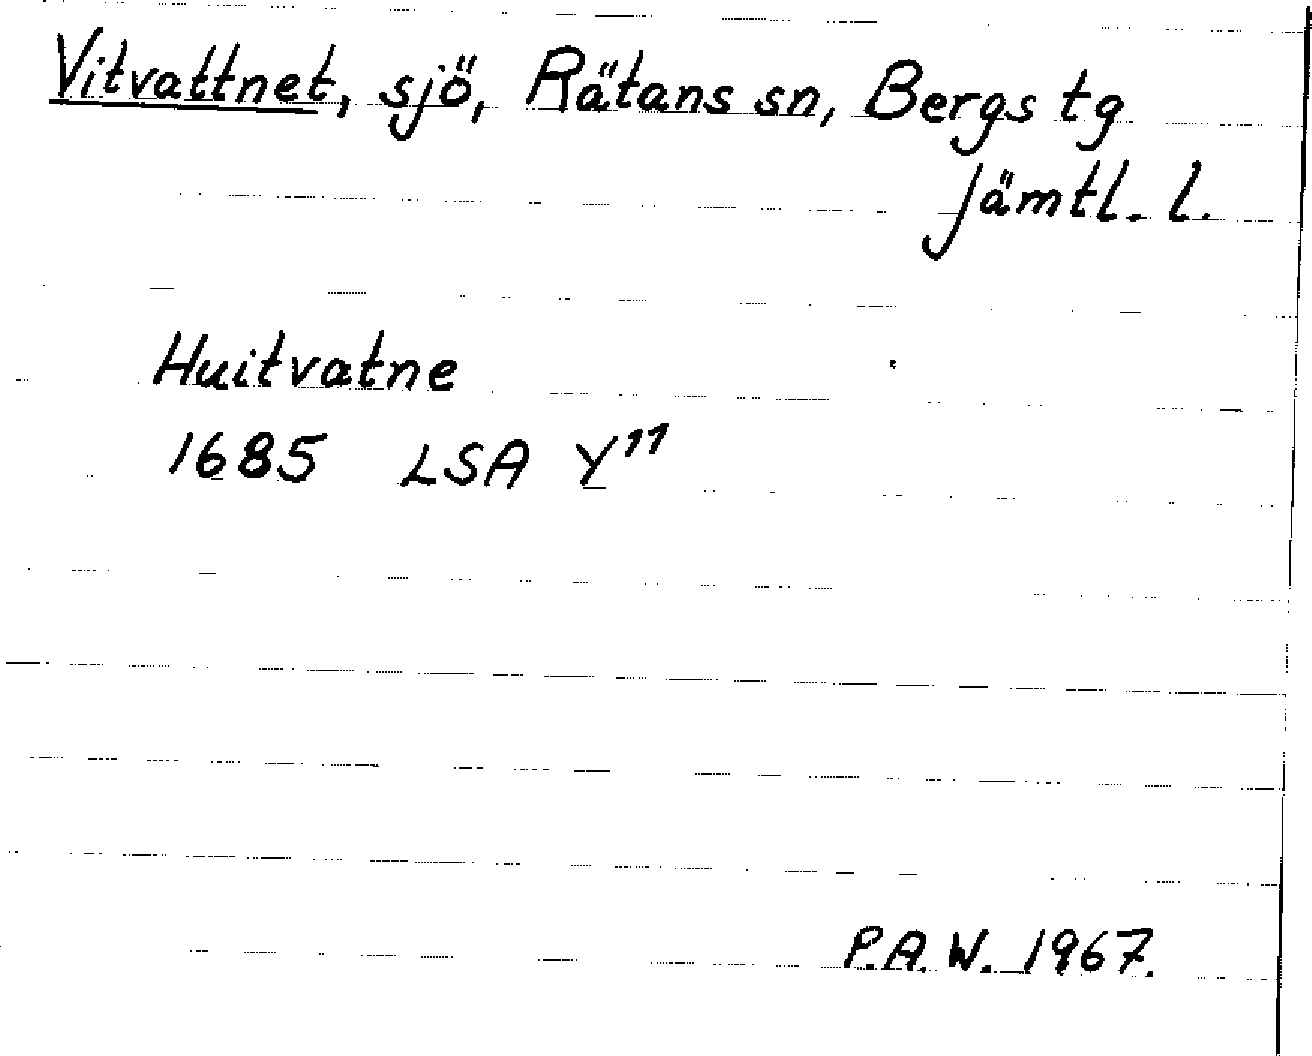 Vitvattnet, sjö, Rätans sn, Bergs tg
Jämtl. l.
Huitvatne
1685 LSA Y¹¹
P.A.W. 1967.